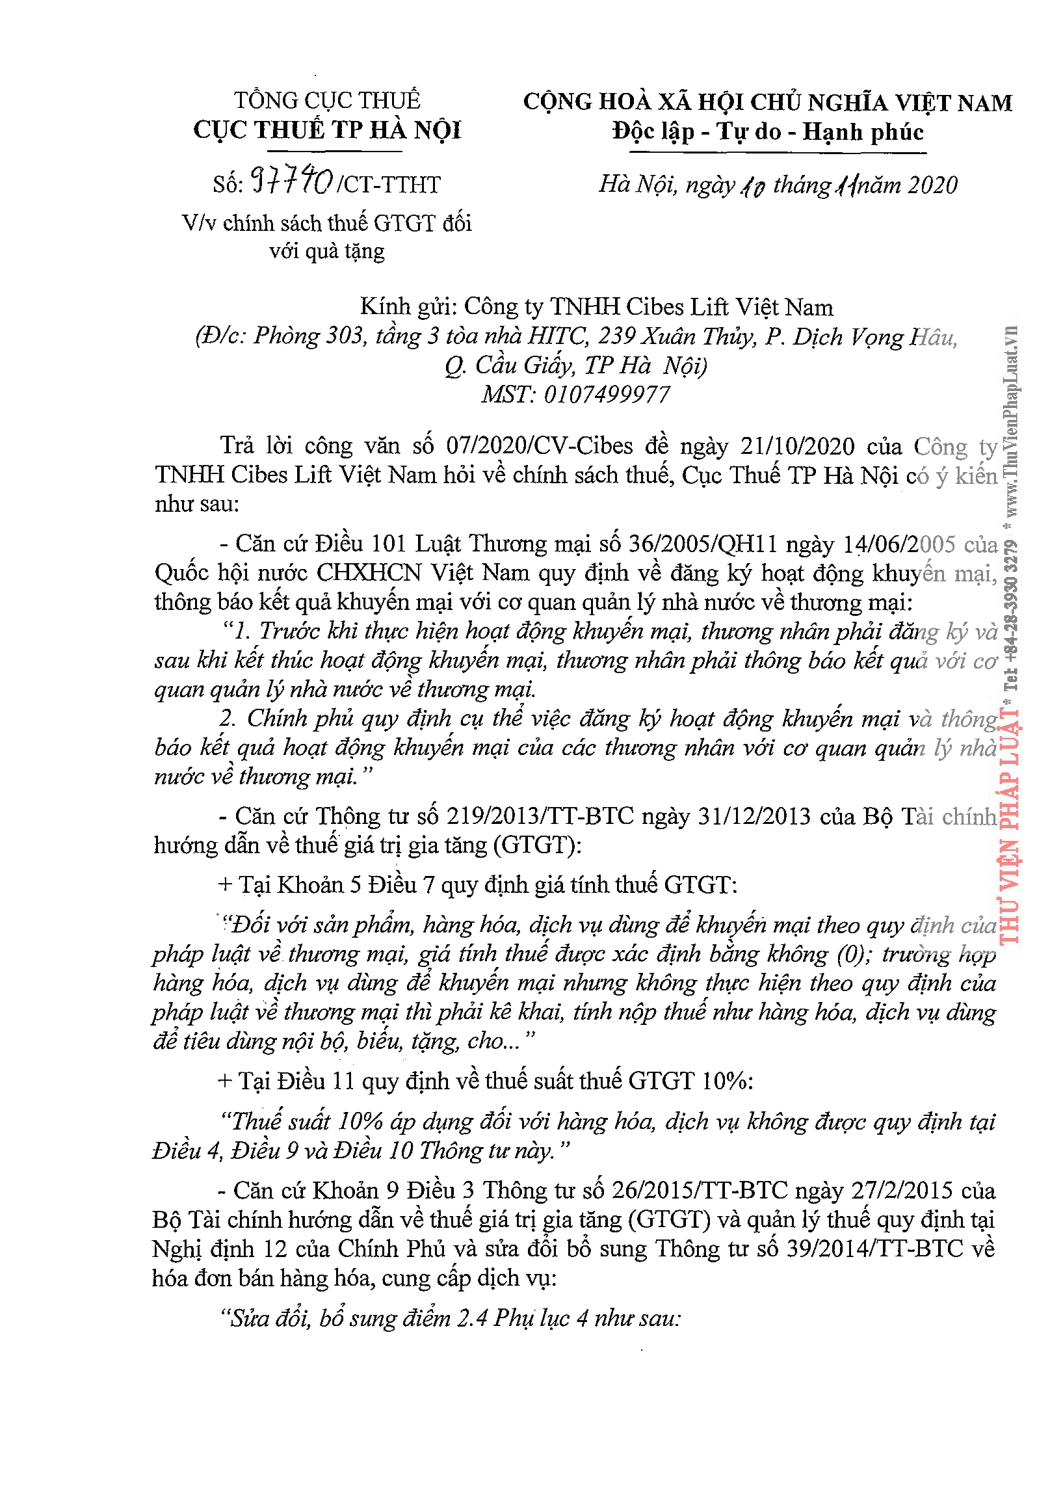 TỔNG CỤC THUẾ
CỤC THUẾ TP HÀ NỘI
CỘNG HOÀ XÃ HỘI CHỦ NGHĨA VIỆT NAM
Độc lập - Tự do - Hạnh phúc
Số: 97740/CT-TTHT
V/v chính sách thuế GTGT đối
với quà tặng
Hà Nội, ngày 10 tháng 11 năm 2020
Kính gửi: Công ty TNHH Cibes Lift Việt Nam
(Đ/c: Phòng 303, tầng 3 tòa nhà HITC, 239 Xuân Thủy, P. Dịch Vọng Hâu,
Q. Cầu Giấy, TP Hà Nội)
MST: 0107499977
Trả lời công văn số 07/2020/CV-Cibes đề ngày 21/10/2020 của Công ty
TNHH Cibes Lift Việt Nam hỏi về chính sách thuế, Cục Thuế TP Hà Nội có ý kiến
như sau:
- Căn cứ Điều 101 Luật Thương mại số 36/2005/QH11 ngày 14/06/2005 của
Quốc hội nước CHXHCN Việt Nam quy định về đăng ký hoạt động khuyến mại,
thông báo kết quả khuyến mại với cơ quan quản lý nhà nước về thương mại:
“1. Trước khi thực hiện hoạt động khuyến mại, thương nhân phải đăng ký và
sau khi kết thúc hoạt động khuyến mại, thương nhân phải thông báo kết quả với cơ
quan quản lý nhà nước về thương mại.
2. Chính phủ quy định cụ thể việc đăng ký hoạt động khuyến mại và thông
báo kết quả hoạt động khuyến mại của các thương nhân với cơ quan quản lý nhà
nước về thương mại.”
- Căn cứ Thông tư số 219/2013/TT-BTC ngày 31/12/2013 của Bộ Tài chính
hướng dẫn về thuế giá trị gia tăng (GTGT):
+ Tại Khoản 5 Điều 7 quy định giá tính thuế GTGT:
“Đối với sản phẩm, hàng hóa, dịch vụ dùng để khuyến mại theo quy định của
pháp luật về thương mại, giá tính thuế được xác định bằng không (0); trường hợp
hàng hóa, dịch vụ dùng để khuyến mại nhưng không thực hiện theo quy định của
pháp luật về thương mại thì phải kê khai, tính nộp thuế như hàng hóa, dịch vụ dùng
để tiêu dùng nội bộ, biếu, tặng, cho...”
+ Tại Điều 11 quy định về thuế suất thuế GTGT 10%:
“Thuế suất 10% áp dụng đối với hàng hóa, dịch vụ không được quy định tại
Điều 4, Điều 9 và Điều 10 Thông tư này.”
- Căn cứ Khoản 9 Điều 3 Thông tư số 26/2015/TT-BTC ngày 27/2/2015 của
Bộ Tài chính hướng dẫn về thuế giá trị gia tăng (GTGT) và quản lý thuế quy định tại
Nghị định 12 của Chính Phủ và sửa đổi bổ sung Thông tư số 39/2014/TT-BTC về
hóa đơn bán hàng hóa, cung cấp dịch vụ:
“Sửa đổi, bổ sung điểm 2.4 Phụ lục 4 như sau:
THƯ VIỆN PHÁP LUẬT * Tel: +84-28-3930 3279 * www.ThuVienPhapLuat.vn